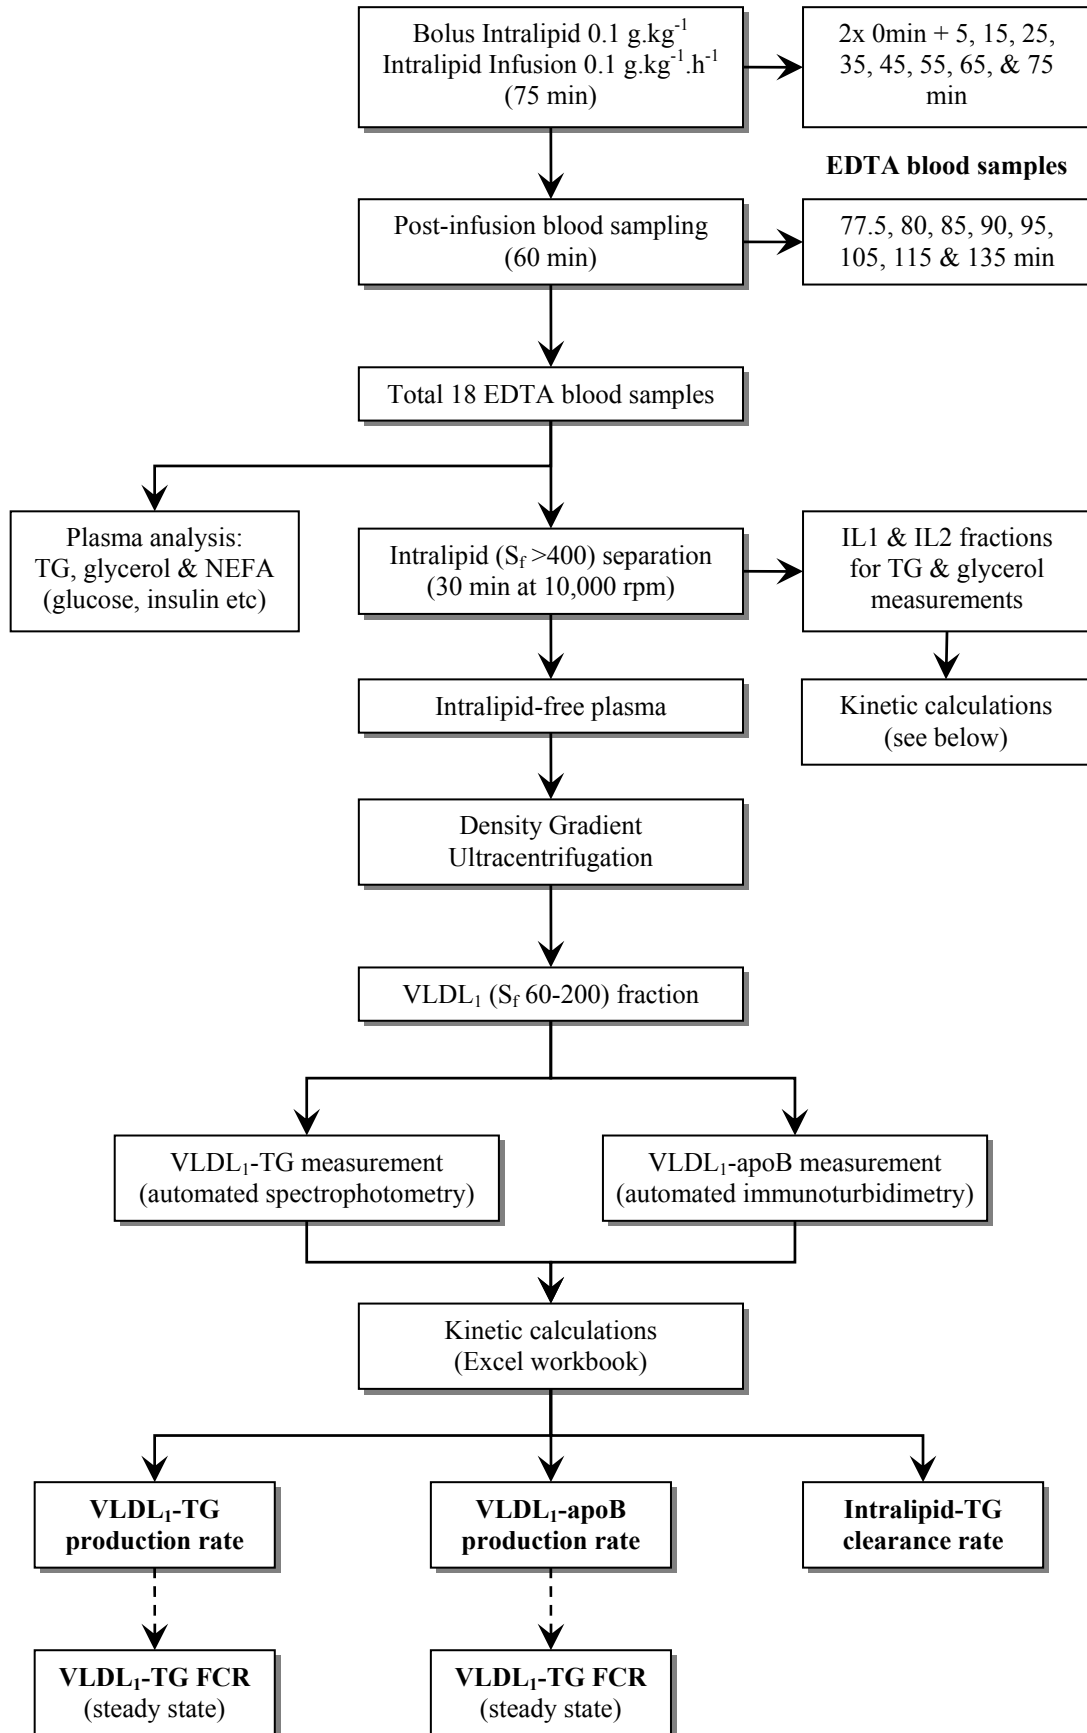 Bolus Intralipid 0.1 g.kg⁻¹
Intralipid Infusion 0.1 g.kg⁻¹.h⁻¹
(75 min)
2x 0min + 5, 15, 25,
35, 45, 55, 65, & 75
min
EDTA blood samples
Post-infusion blood sampling
(60 min)
77.5, 80, 85, 90, 95,
105, 115 & 135 min
Total 18 EDTA blood samples
Plasma analysis:
TG, glycerol & NEFA
(glucose, insulin etc)
Intralipid (S_f >400) separation
(30 min at 10,000 rpm)
IL1 & IL2 fractions
for TG & glycerol
measurements
Intralipid-free plasma
Kinetic calculations
(see below)
Density Gradient
Ultracentrifugation
VLDL₁ (S_f 60-200) fraction
VLDL₁-TG measurement
(automated spectrophotometry)
VLDL₁-apoB measurement
(automated immunoturbidimetry)
Kinetic calculations
(Excel workbook)
VLDL₁-TG
production rate
VLDL₁-apoB
production rate
Intralipid-TG
clearance rate
VLDL₁-TG FCR
(steady state)
VLDL₁-TG FCR
(steady state)